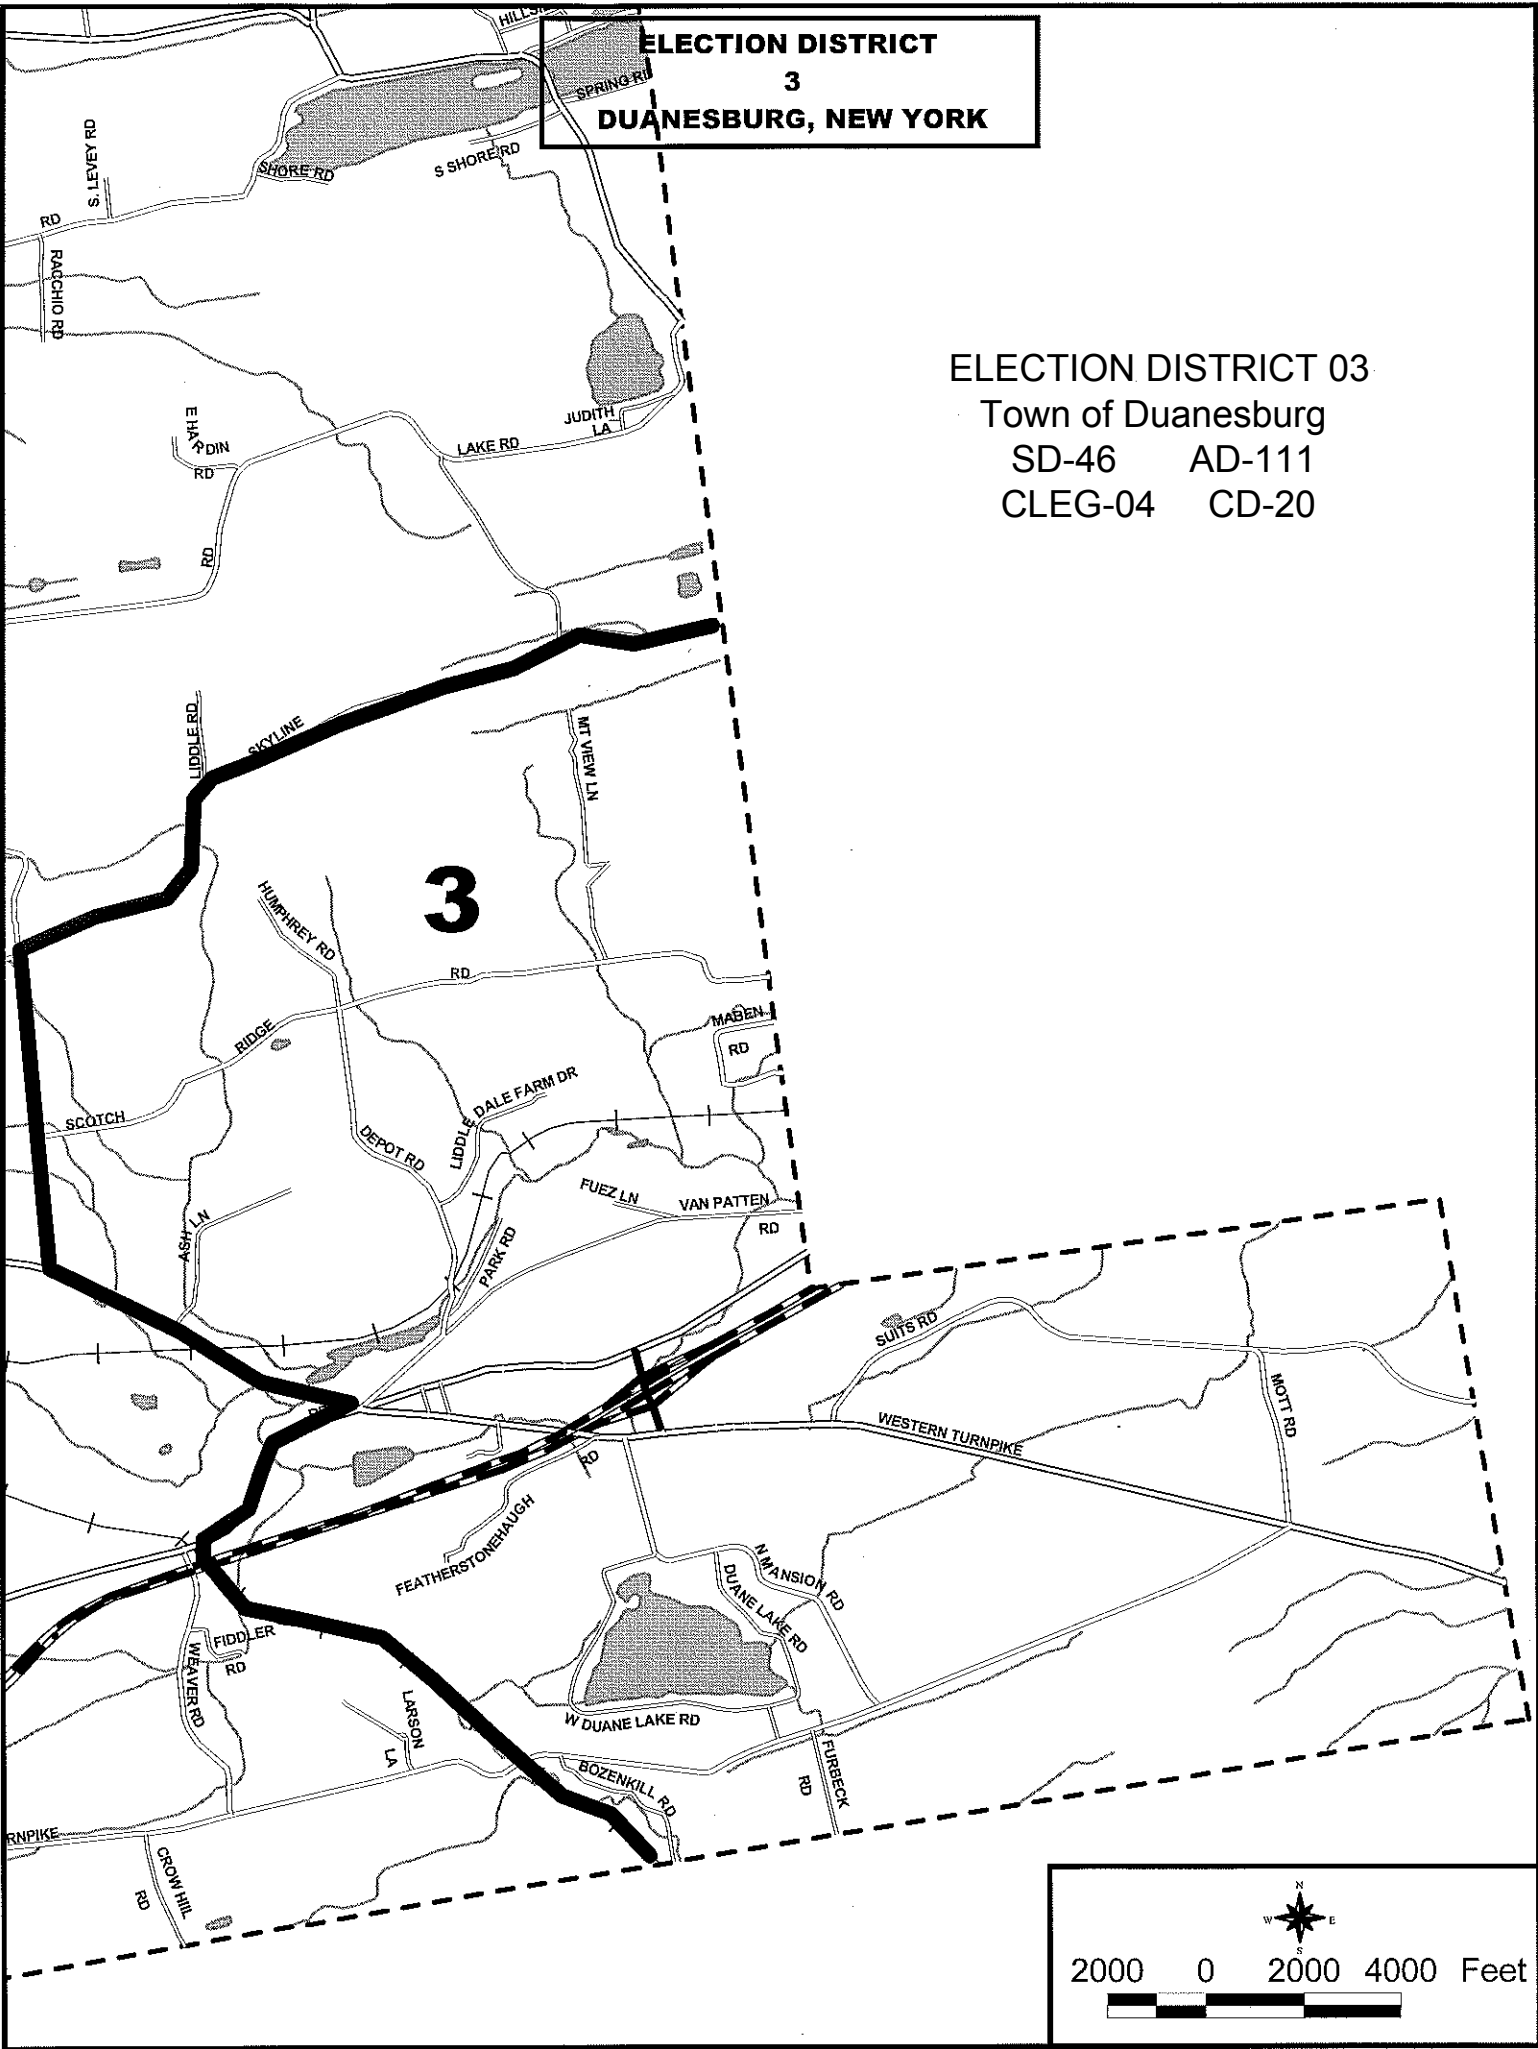 HILLS
ELECTION DISTRICT
3
DUANESBURG, NEW YORK
SPRING RD
S SHORE RD
SHORE RD
S. LEVEY RD
RD
RACCHIO RD
ELECTION DISTRICT 03
Town of Duanesburg
SD-46 AD-111
CLEG-04 CD-20
E HARDIN
RD
JUDITH
LA
LAKE RD
RD
LIDDLE RD
SKYLINE
MT VIEW LN
3
HUMPHREY RD
RD
RIDGE
SCOTCH
MABEN
RD
LIDDLE DALE FARM DR
DEPOT RD
FUEZ LN
VAN PATTEN
RD
ASH LN
PARK RD
SUITS RD
MOTT RD
WESTERN TURNPIKE
RD
FEATHERSTONEHAUGH
N MANSION RD
DUANE LAKE RD
FIDDLER
RD
WEAVER RD
LARSON
LA
W DUANE LAKE RD
BOZENKILL RD
FURBECK
RD
RNPIKE
CROW HIIL
RD
N
W E
S
2000 0 2000 4000 Feet